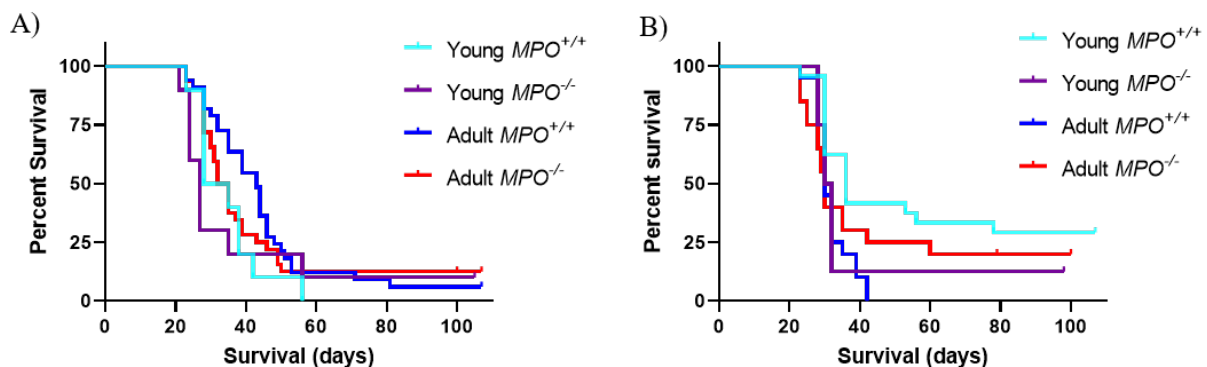 A)
Percent Survival
100
75
50
25
0
0 20 40 60 80 100
Survival (days)
Young MPO+/+
Young MPO-/-
Adult MPO+/+
Adult MPO-/-
B)
Percent survival
100
75
50
25
0
0 20 40 60 80 100
Survival (days)
Young MPO+/+
Young MPO-/-
Adult MPO+/+
Adult MPO-/-